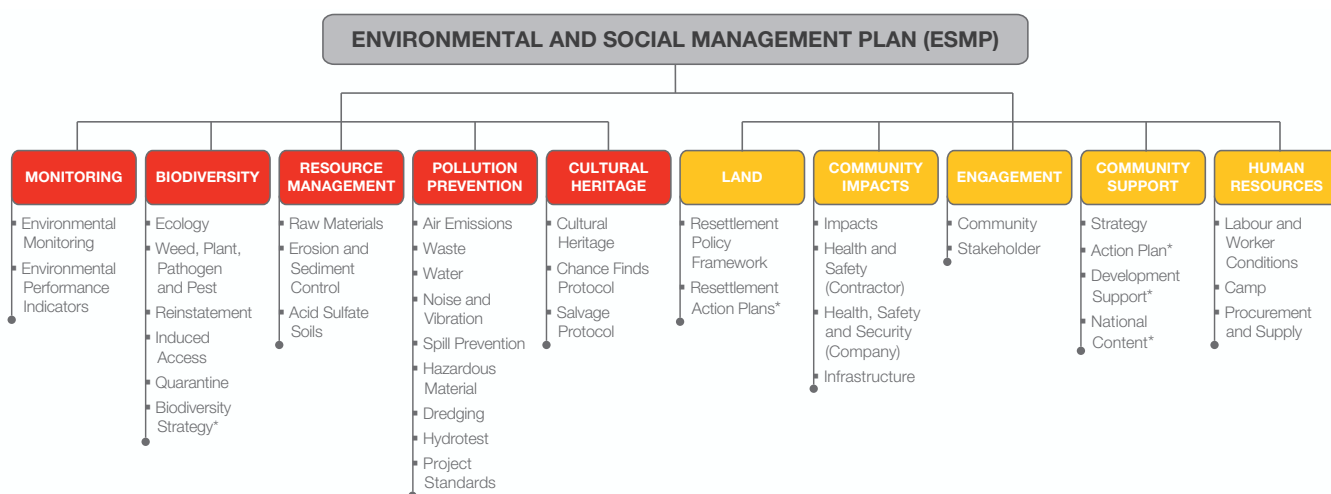 ENVIRONMENTAL AND SOCIAL MANAGEMENT PLAN (ESMP)
MONITORING
Environmental
Monitoring
Environmental
Performance
Indicators
BIODIVERSITY
Ecology
Weed, Plant,
Pathogen
and Pest
Reinstatement
Induced
Access
Quarantine
Biodiversity
Strategy*
RESOURCE
MANAGEMENT
Raw Materials
Erosion and
Sediment
Control
Acid Sulfate
Soils
POLLUTION
PREVENTION
Air Emissions
Waste
Water
Noise and
Vibration
Spill Prevention
Hazardous
Material
Dredging
Hydrotest
Project
Standards
CULTURAL
HERITAGE
Cultural
Heritage
Chance Finds
Protocol
Salvage
Protocol
LAND
Resettlement
Policy
Framework
Resettlement
Action Plans*
COMMUNITY
IMPACTS
Impacts
Health and
Safety
(Contractor)
Health, Safety
and Security
(Company)
Infrastructure
ENGAGEMENT
Community
Stakeholder
COMMUNITY
SUPPORT
Strategy
Action Plan*
Development
Support*
National
Content*
HUMAN
RESOURCES
Labour and
Worker
Conditions
Camp
Procurement
and Supply